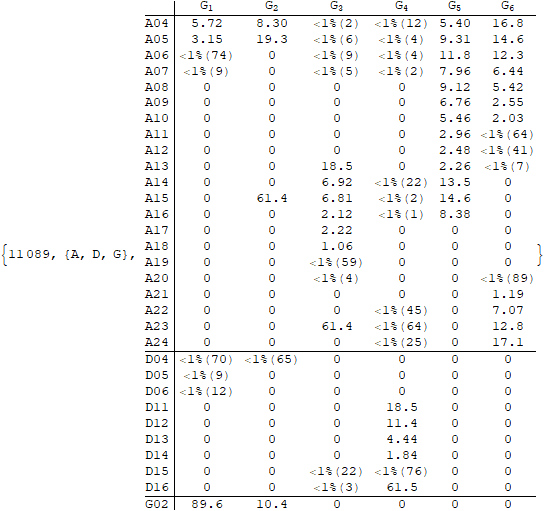 G1 G2 G3 G4 G5 G6
A04 5.72 8.30 <1%(2) <1%(12) 5.40 16.8
A05 3.15 19.3 <1%(6) <1%(4) 9.31 14.6
A06 <1%(74) 0 <1%(9) <1%(4) 11.8 12.3
A07 <1%(9) 0 <1%(5) <1%(2) 7.96 6.44
A08 0 0 0 0 9.12 5.42
A09 0 0 0 0 6.76 2.55
A10 0 0 0 0 5.46 2.03
A11 0 0 0 0 2.96 <1%(64)
A12 0 0 0 0 2.48 <1%(41)
A13 0 0 18.5 0 2.26 <1%(7)
A14 0 0 6.92 <1%(22) 13.5 0
A15 0 61.4 6.81 <1%(2) 14.6 0
A16 0 0 2.12 <1%(1) 8.38 0
A17 0 0 2.22 0 0 0
A18 0 0 1.06 0 0 0
{11089, {A, D, G}, A19 0 0 <1%(59) 0 0 0 }
A20 0 0 <1%(4) 0 0 <1%(89)
A21 0 0 0 0 0 1.19
A22 0 0 0 <1%(45) 0 7.07
A23 0 0 61.4 <1%(64) 0 12.8
A24 0 0 0 <1%(25) 0 17.1
D04 <1%(70) <1%(65) 0 0 0 0
D05 <1%(9) 0 0 0 0 0
D06 <1%(12) 0 0 0 0 0
D11 0 0 0 18.5 0 0
D12 0 0 0 11.4 0 0
D13 0 0 0 4.44 0 0
D14 0 0 0 1.84 0 0
D15 0 0 <1%(22) <1%(76) 0 0
D16 0 0 <1%(3) 61.5 0 0
G02 89.6 10.4 0 0 0 0